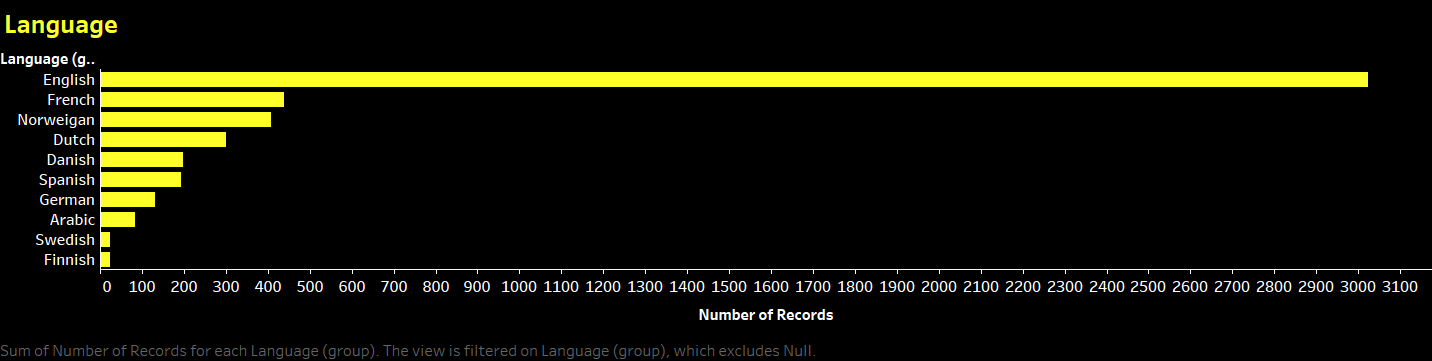 Language
Language (g..
English
French
Norweigan
Dutch
Danish
Spanish
German
Arabic
Swedish
Finnish
0 100 200 300 400 500 600 700 800 900 1000 1100 1200 1300 1400 1500 1600 1700 1800 1900 2000 2100 2200 2300 2400 2500 2600 2700 2800 2900 3000 3100
Number of Records
Sum of Number of Records for each Language (group). The view is filtered on Language (group), which excludes Null.